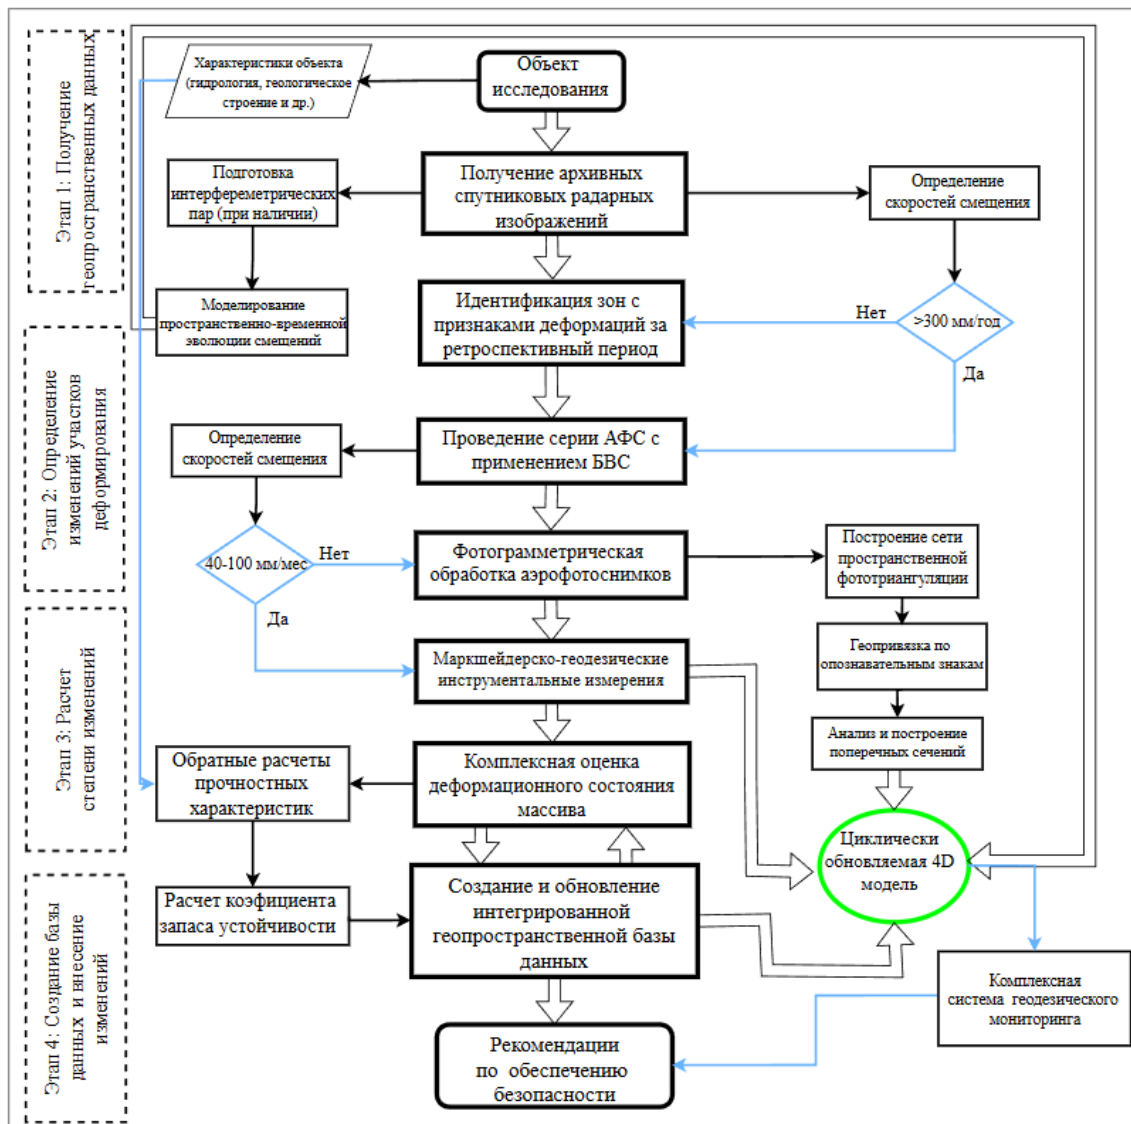 Этап 1: Получение
гепространственных данных
Характеристики объекта
(гидрология, геологическое
строение и др.)
Объект
исследования
Подготовка
интерфереметрических
пар (при наличии)
Получение архивных
спутниковых радарных
изображений
Определение
скоростей смещения
Моделирование
пространственно-временной
эволюции смещений
Идентификация зон с
признаками деформаций за
ретроспективный период
Нет
>300 мм/год
Да
Этап 2: Определение
изменений участков
деформирования
Определение
скоростей смещения
Проведение серии АФС с
применением БВС
40-100 мм/мес
Нет
Да
Фотограмметрическая
обработка аэрофотоснимков
Построение сети
пространственной
фототриангуляции
Этап 3: Расчет
степени изменений
Маркшейдерско-геодезические
инструментальные измерения
Геопривязка по
опознавательным знакам
Анализ и построение
поперечных сечений
Обратные расчеты
прочностных
характеристик
Комплексная оценка
деформационного состояния
массива
Циклически
обновляемая 4D
модель
Этап 4: Создание базы
данных и внесение
изменений
Расчет коефициента
запаса устойчивости
Создание и обновление
интегрированной
геопространственной базы
данных
Комплексная
система геодезического
мониторинга
Рекомендации
по обеспечению
безопасности